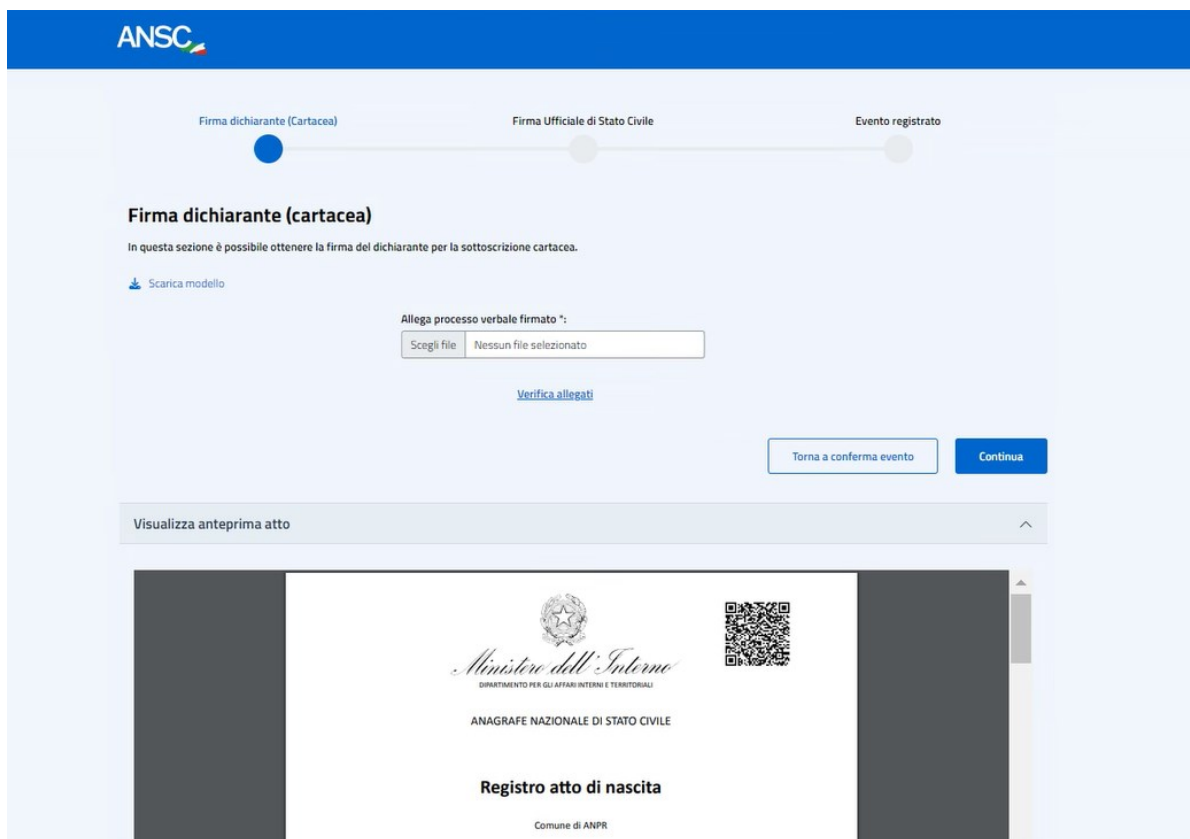 ANSC
Firma dichiarante (Cartacea)
Firma Ufficiale di Stato Civile
Evento registrato
Firma dichiarante (cartacea)
In questa sezione è possibile ottenere la firma del dichiarante per la sottoscrizione cartacea.
Scarica modello
Allega processo verbale firmato *:
Scegli file Nessun file selezionato
Verifica allegati
Torna a conferma evento Continua
Visualizza anteprima atto
Ministero dell'Interno
DIPARTIMENTO PER GLI AFFARI INTERNI E TERRITORIALI
ANAGRAFE NAZIONALE DI STATO CIVILE
Registro atto di nascita
Comune di ANPR